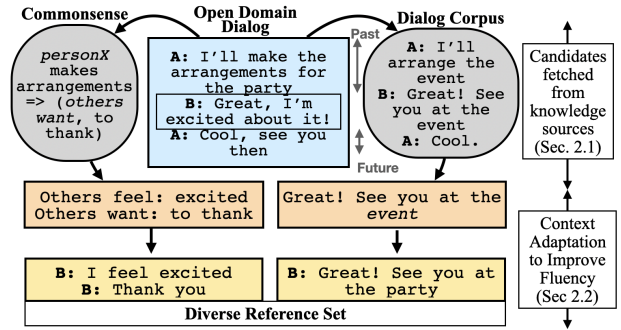 Commonsense
personX
makes
arrangements
=> (others
want, to
thank)
Open Domain
Dialog
A: I'll make the
arrangements for
the party
B: Great, I'm
excited about it!
A: Cool, see you
then
Past
Future
Dialog Corpus
A: I'll
arrange the
event
B: Great! See
you at the
event
A: Cool.
Candidates
fetched
from
knowledge
sources
(Sec. 2.1)
Others feel: excited
Others want: to thank
Great! See you at the
event
Context
Adaptation
to Improve
Fluency
(Sec 2.2)
B: I feel excited
B: Thank you
B: Great! See you at
the party
Diverse Reference Set